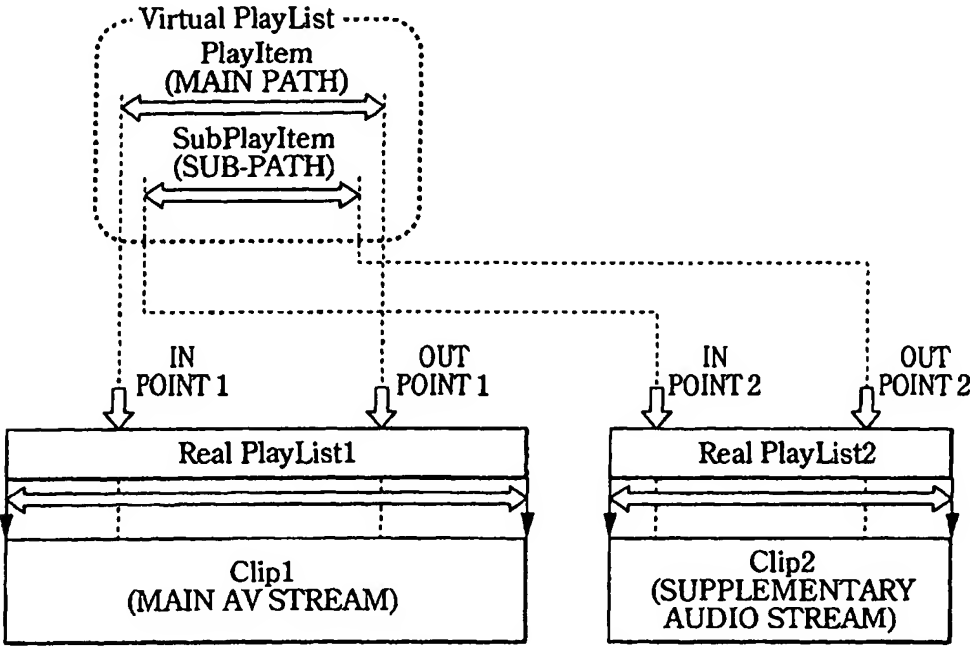 Virtual PlayList
PlayItem
(MAIN PATH)
SubPlayItem
(SUB-PATH)
IN
POINT 1
OUT
POINT 1
IN
POINT 2
OUT
POINT 2
Real PlayList1
Real PlayList2
Clip1
(MAIN AV STREAM)
Clip2
(SUPPLEMENTARY
AUDIO STREAM)